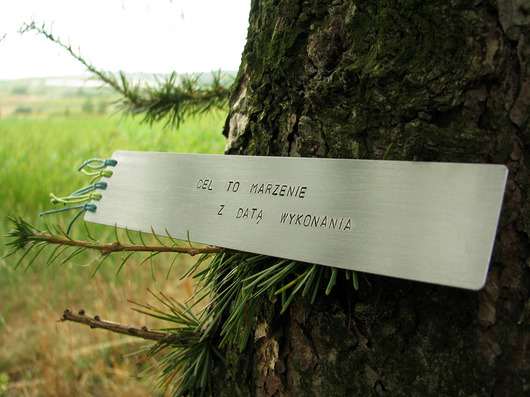 CEL TO MARZENIE
Z DATĄ WYKONANIA